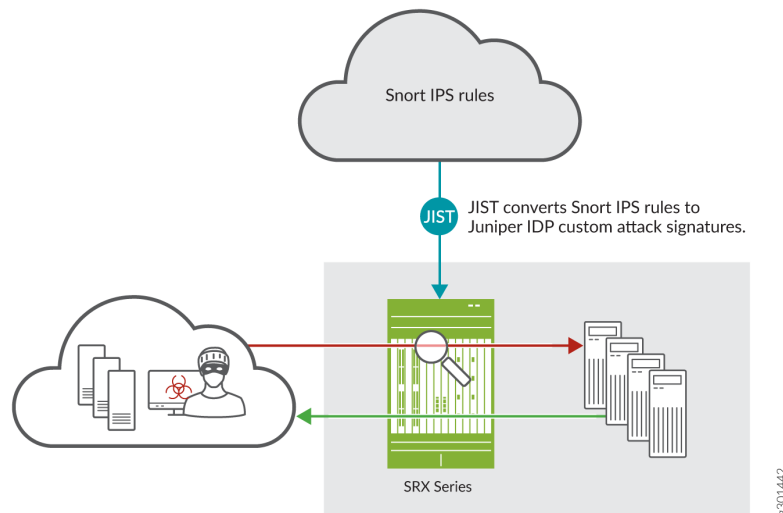 Snort IPS rules
JIST
JIST converts Snort IPS rules to
Juniper IDP custom attack signatures.
SRX Series